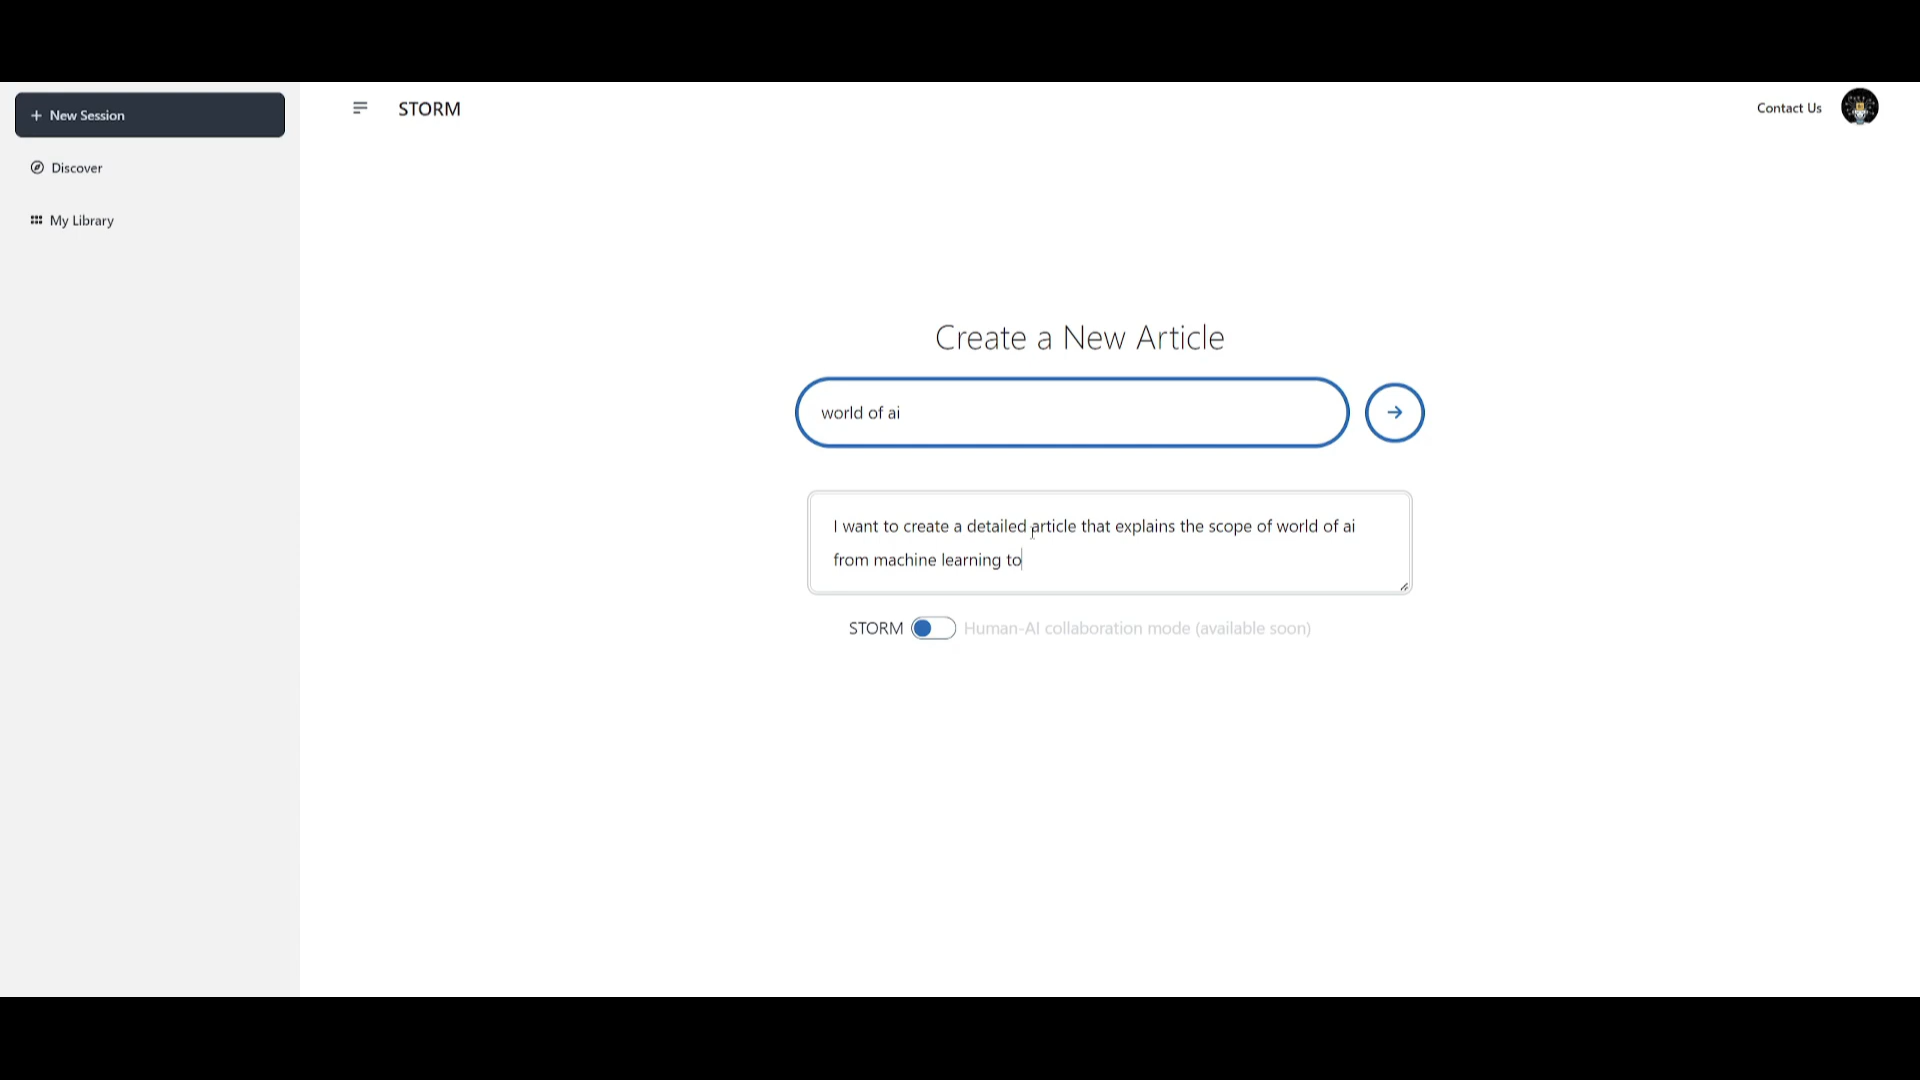 New Session
Discover
My Library
STORM
Contact Us
Create a New Article
world of ai
I want to create a detailed article that explains the scope of world of ai
from machine learning to
STORM Human-AI collaboration mode (available soon)